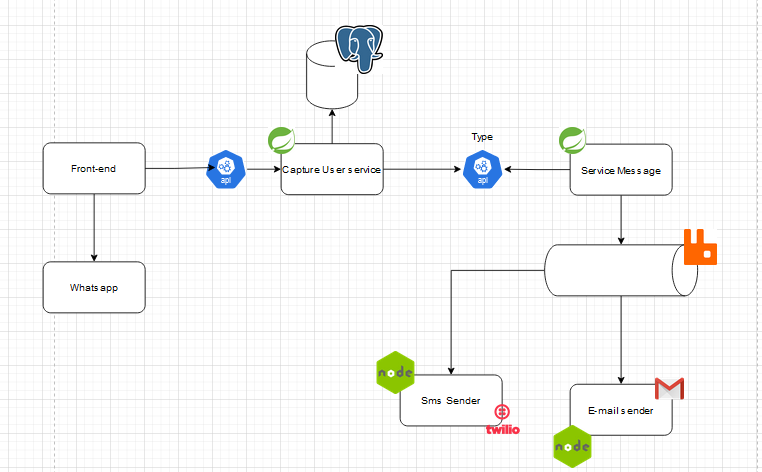 Type
Front-end
api
Capture User service
api
Service Message
Whatsapp
node
Sms Sender
twilio
E-mail sender
node